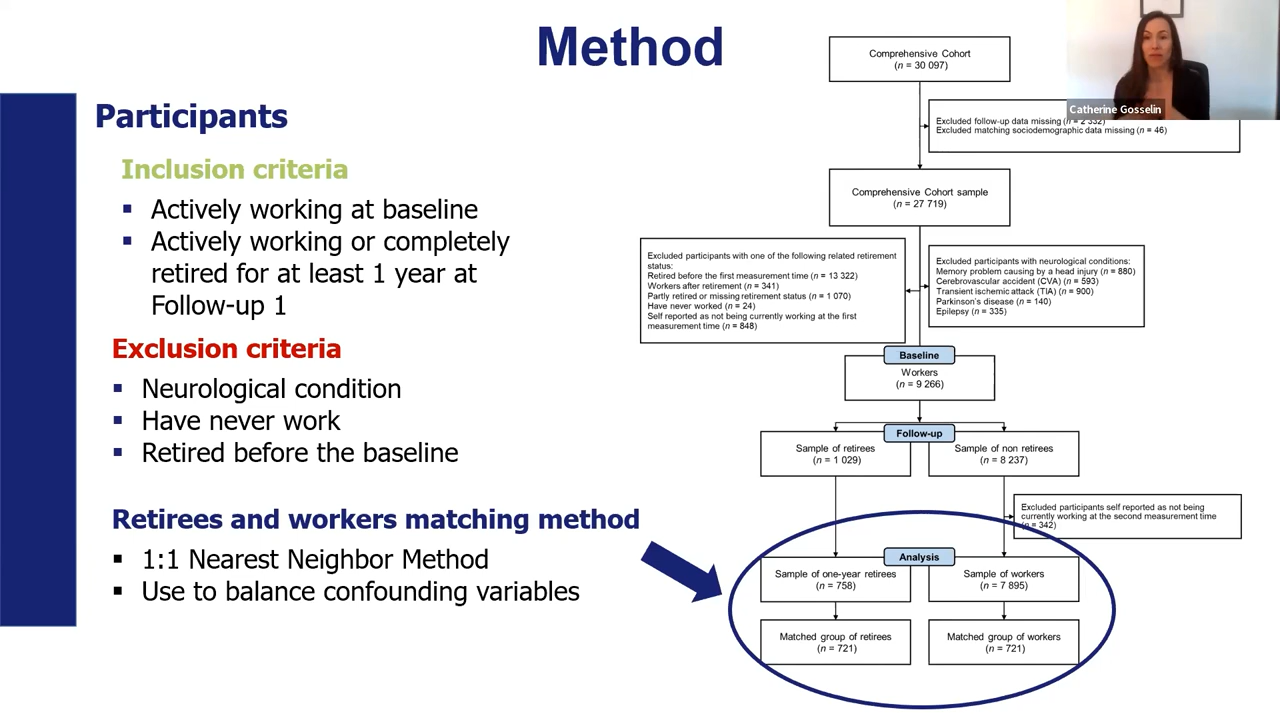 Method
Participants
Inclusion criteria
▪ Actively working at baseline
▪ Actively working or completely
retired for at least 1 year at
Follow-up 1
Exclusion criteria
▪ Neurological condition
▪ Have never work
▪ Retired before the baseline
Retirees and workers matching method
▪ 1:1 Nearest Neighbor Method
▪ Use to balance confounding variables
Comprehensive Cohort
(n = 30 097)
Catherine Gosselin
Excluded follow-up data missing (n = 2 332)
Excluded matching sociodemographic data missing (n = 46)
Comprehensive Cohort sample
(n = 27 719)
Excluded participants with one of the following related retirement
status:
Retired before the first measurement time (n = 13 322)
Workers after retirement (n = 341)
Partly retired or missing retirement status (n = 1 070)
Have never worked (n = 24)
Self reported as not being currently working at the first
measurement time (n = 848)
Excluded participants with neurological conditions:
Memory problem causing by a head injury (n = 880)
Cerebrovascular accident (CVA) (n = 593)
Transient ischemic attack (TIA) (n = 900)
Parkinson's disease (n = 140)
Epilepsy (n = 335)
Baseline
Workers
(n = 9 266)
Follow-up
Sample of retirees
(n = 1 029)
Sample of non retirees
(n = 8 237)
Excluded participants self reported as not being
currently working at the second measurement time
(n = 342)
Analysis
Sample of one-year retirees
(n = 758)
Sample of workers
(n = 7 895)
Matched group of retirees
(n = 721)
Matched group of workers
(n = 721)